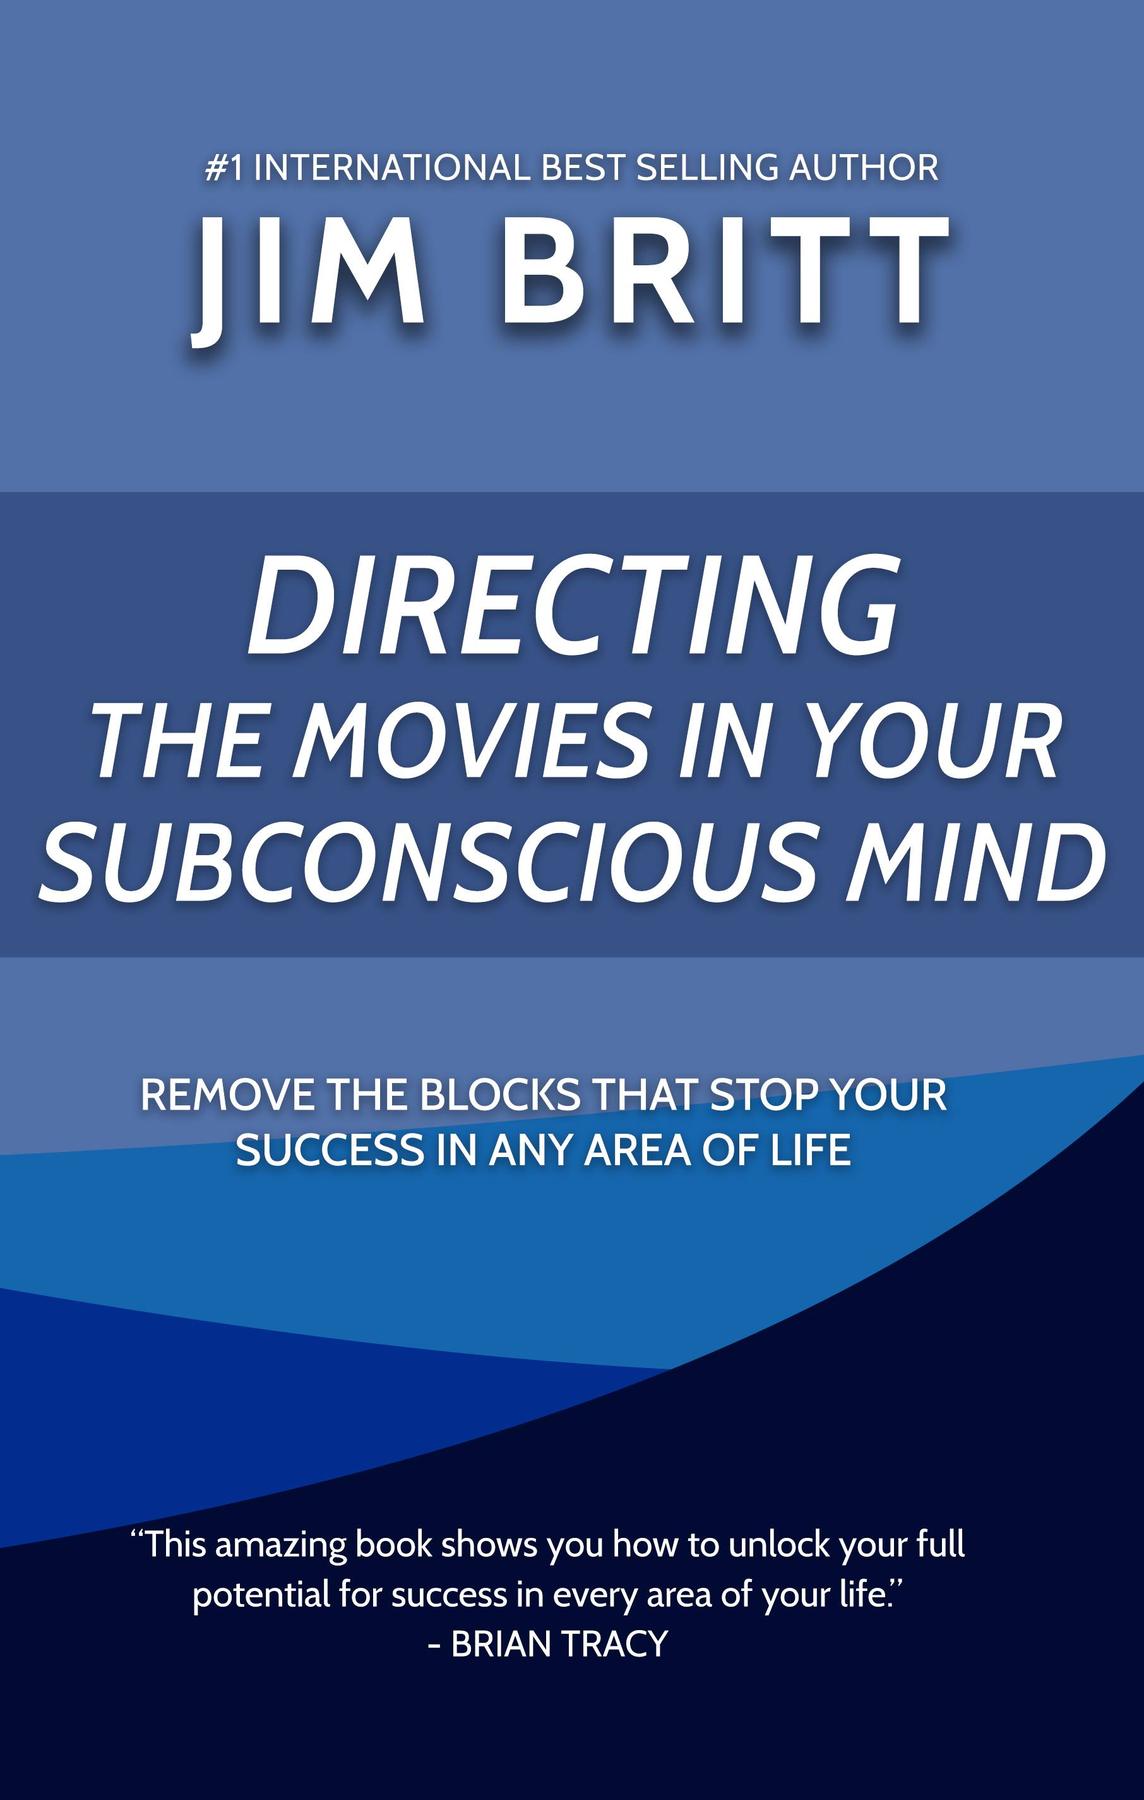 #1 INTERNATIONAL BEST SELLING AUTHOR
JIM BRITT
DIRECTING
THE MOVIES IN YOUR
SUBCONSCIOUS MIND
REMOVE THE BLOCKS THAT STOP YOUR
SUCCESS IN ANY AREA OF LIFE
“This amazing book shows you how to unlock your full
potential for success in every area of your life.”
- BRIAN TRACY